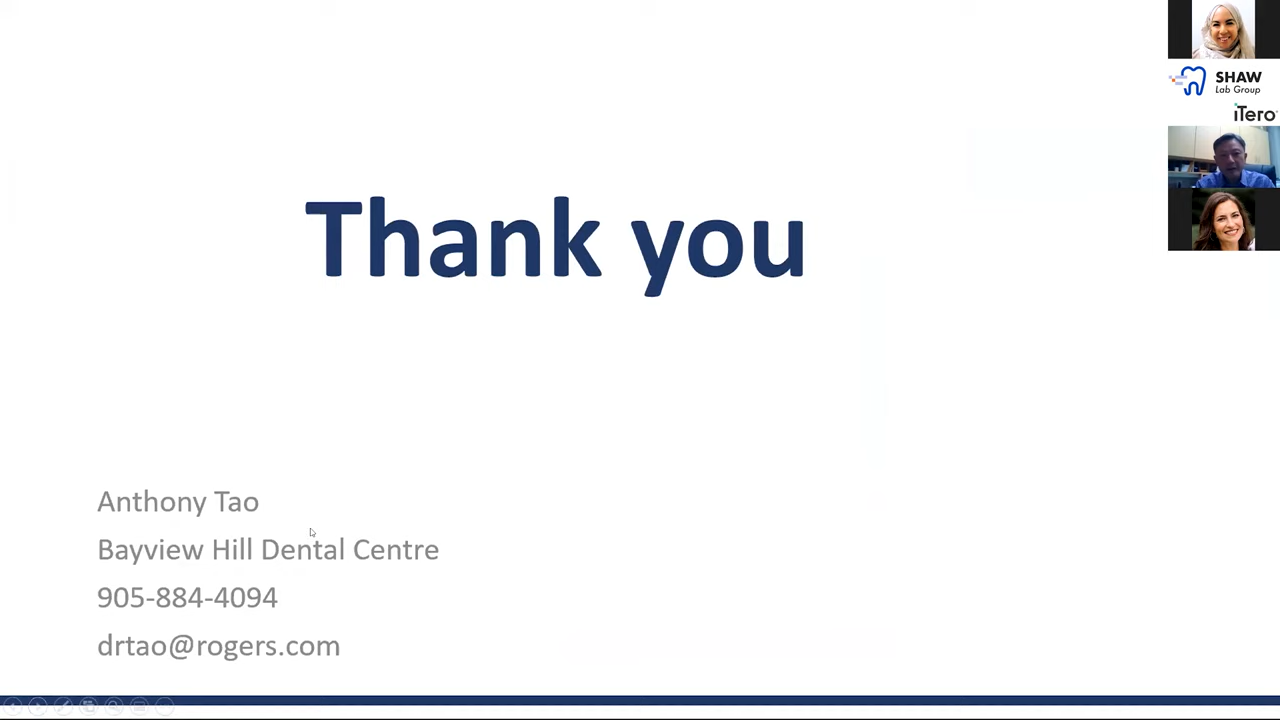 Thank you
Anthony Tao
Bayview Hill Dental Centre
905-884-4094
drtao@rogers.com
SHAW
Lab Group
iTero